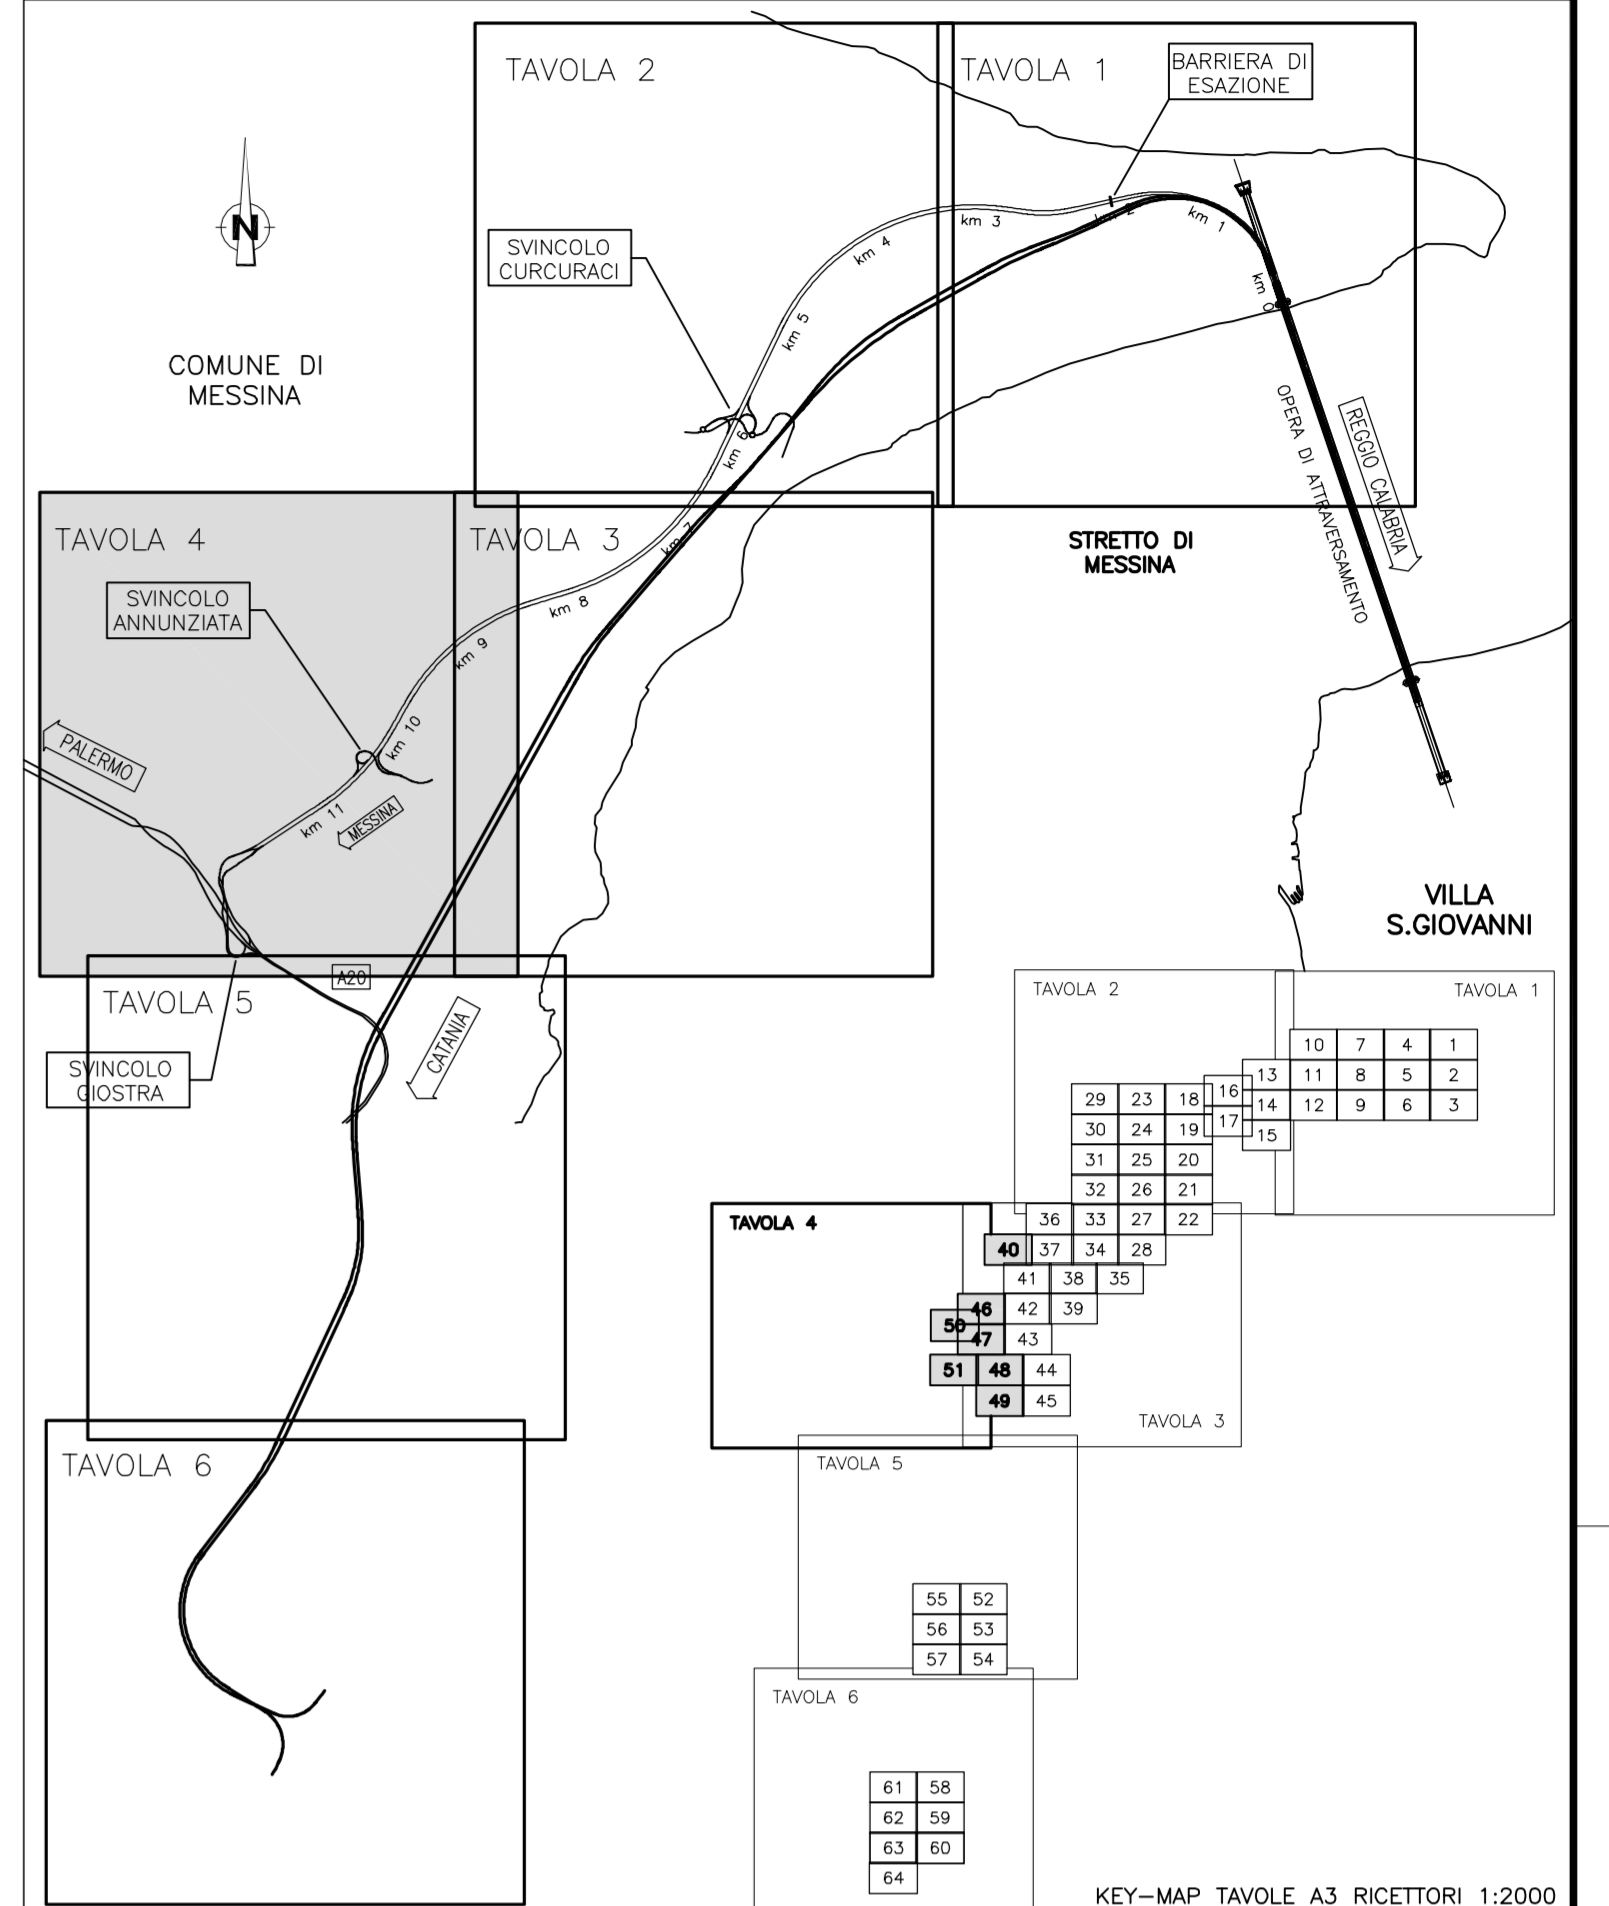 TAVOLA 2
TAVOLA 1
BARRIERA DI
ESAZIONE
N
SVINCOLO
CURCURACI
COMUNE DI
MESSINA
km 0
km 1
km 2
km 3
km 4
km 5
km 6
km 7
km 8
km 9
km 10
km 11
OPERA DI ATTRAVERSAMENTO
REGGIO CALABRIA
STRETTO DI
MESSINA
TAVOLA 4
TAVOLA 3
SVINCOLO
ANNUNZIATA
PALERMO
MESSINA
VILLA
S.GIOVANNI
A20
TAVOLA 5
CATANIA
SVINCOLO
GIOSTRA
TAVOLA 6
TAVOLA 2
TAVOLA 1
10 7 4 1
13 11 8 5 2
14 12 9 6 3
15
16
17
29 23 18
30 24 19
31 25 20
32 26 21
36 33 27 22
40 37 34 28
41 38 35
46 42 39
50
47 43
51 48 44
49 45
TAVOLA 4
TAVOLA 3
TAVOLA 5
55 52
56 53
57 54
TAVOLA 6
61 58
62 59
63 60
64
KEY-MAP TAVOLE A3 RICETTORI 1:2000